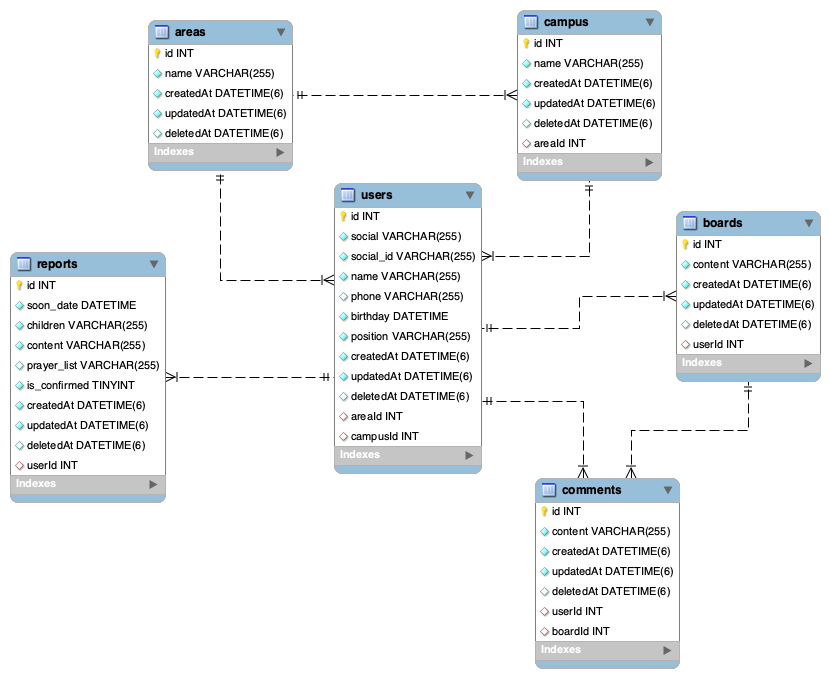 areas
id INT
name VARCHAR(255)
createdAt DATETIME(6)
updatedAt DATETIME(6)
deletedAt DATETIME(6)
Indexes
campus
id INT
name VARCHAR(255)
createdAt DATETIME(6)
updatedAt DATETIME(6)
deletedAt DATETIME(6)
areaId INT
Indexes
users
id INT
social VARCHAR(255)
social_id VARCHAR(255)
name VARCHAR(255)
phone VARCHAR(255)
birthday DATETIME
position VARCHAR(255)
createdAt DATETIME(6)
updatedAt DATETIME(6)
deletedAt DATETIME(6)
areaId INT
campusId INT
Indexes
boards
id INT
content VARCHAR(255)
createdAt DATETIME(6)
updatedAt DATETIME(6)
deletedAt DATETIME(6)
userId INT
Indexes
reports
id INT
soon_date DATETIME
children VARCHAR(255)
content VARCHAR(255)
prayer_list VARCHAR(255)
is_confirmed TINYINT
createdAt DATETIME(6)
updatedAt DATETIME(6)
deletedAt DATETIME(6)
userId INT
Indexes
comments
id INT
content VARCHAR(255)
createdAt DATETIME(6)
updatedAt DATETIME(6)
deletedAt DATETIME(6)
userId INT
boardId INT
Indexes